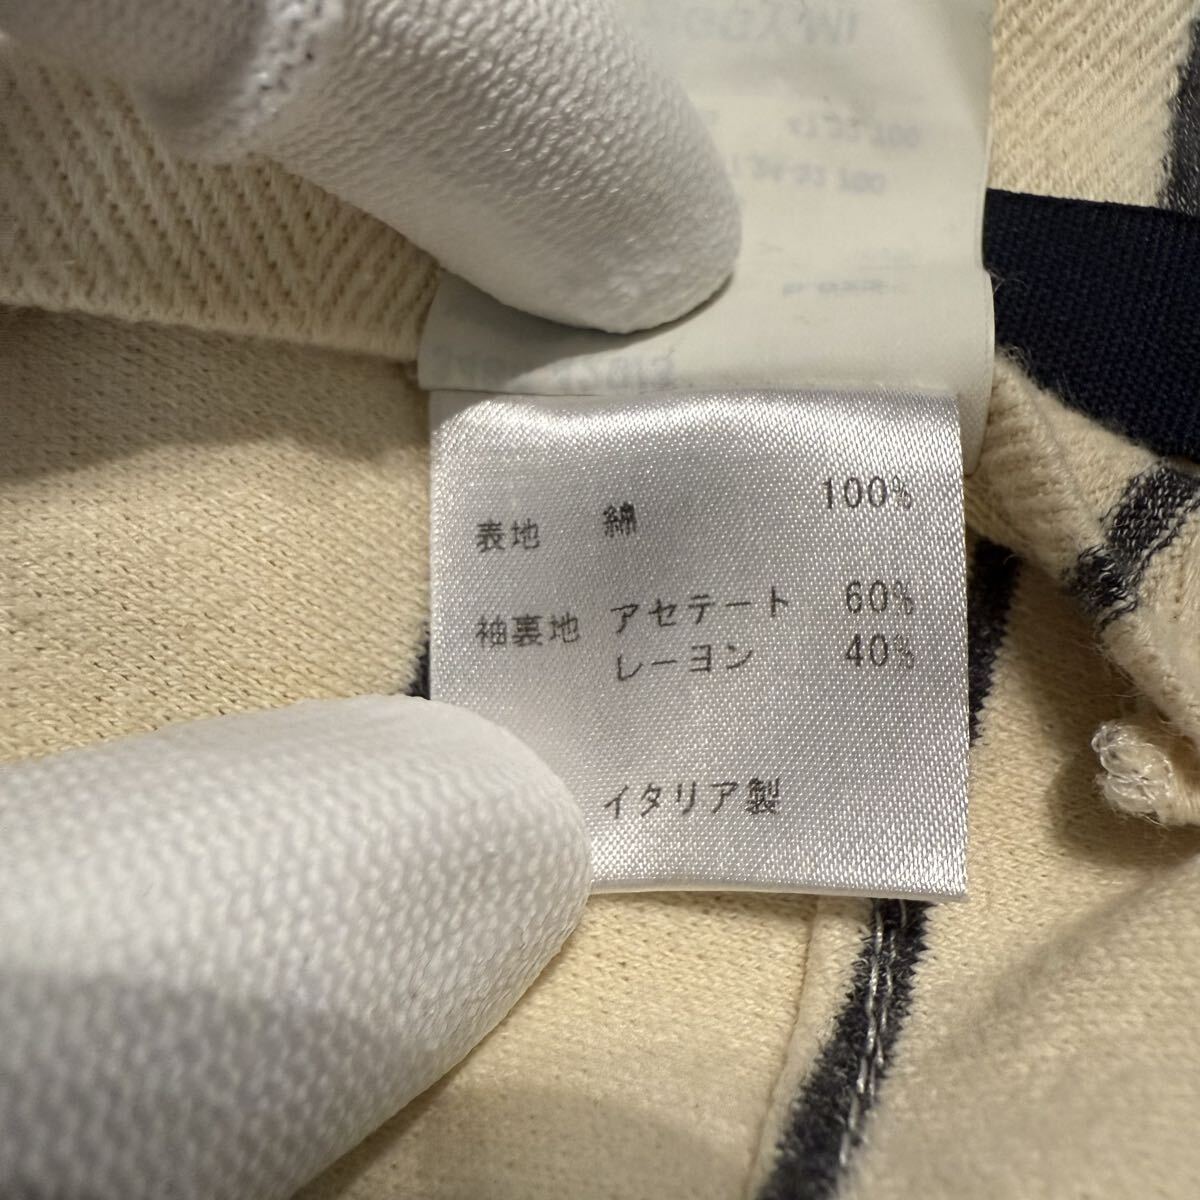 表地 綿 100%
袖裏地 アセテート 60%
レーヨン 40%
イタリア製